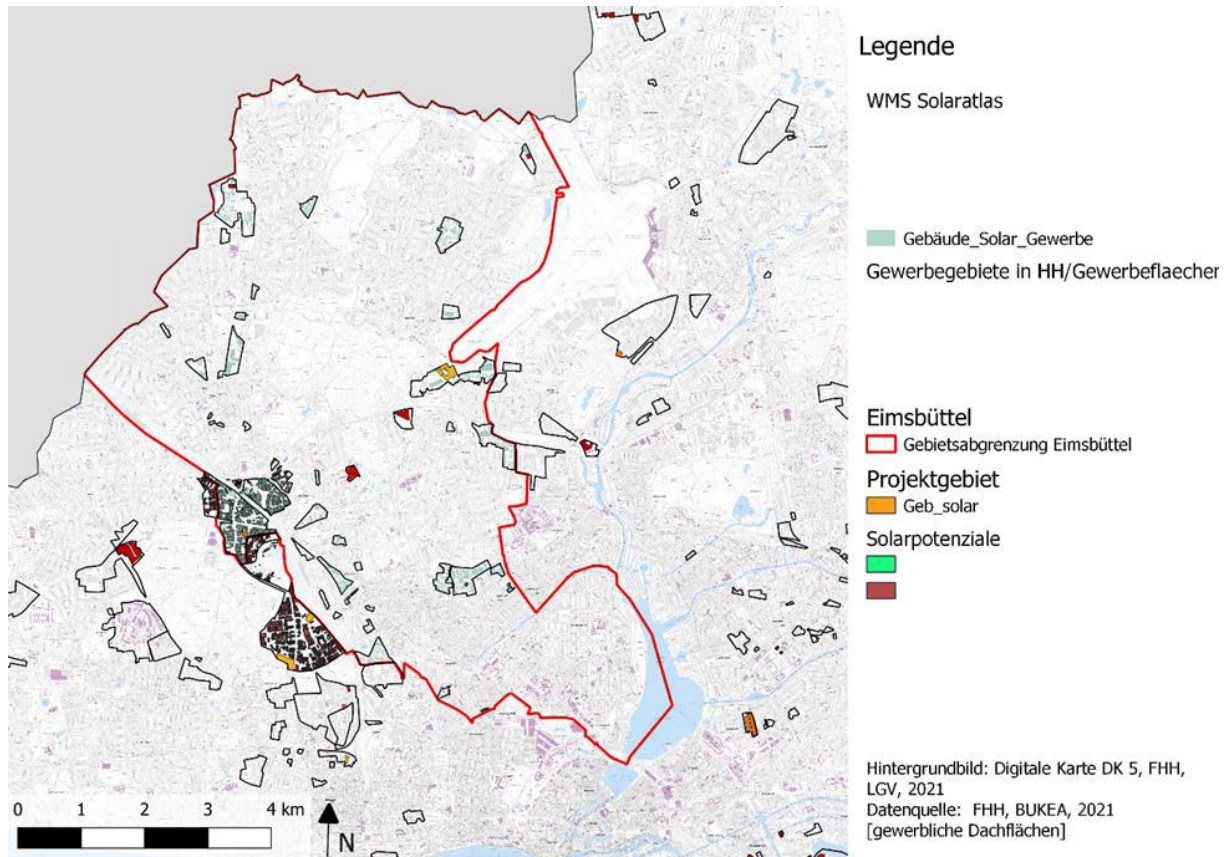 Legende
WMS Solaratlas
Gebäude_Solar_Gewerbe
Gewerbegebiete in HH/Gewerbeflaechen
Eimsbüttel
Gebietsabgrenzung Eimsbüttel
Projektgebiet
Geb_solar
Solarpotenziale
Hintergrundbild: Digitale Karte DK 5, FHH,
LGV, 2021
Datenquelle: FHH, BUKEA, 2021
[gewerbliche Dachflächen]
0 1 2 3 4 km
N